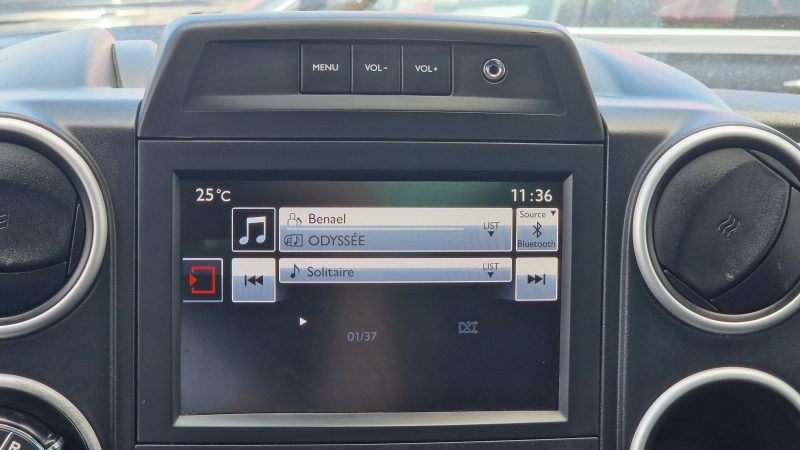 MENU VOL- VOL+
25°C 11:36
Benael LIST Source
ODYSSÉE Bluetooth
Solitaire LIST
01/37
R